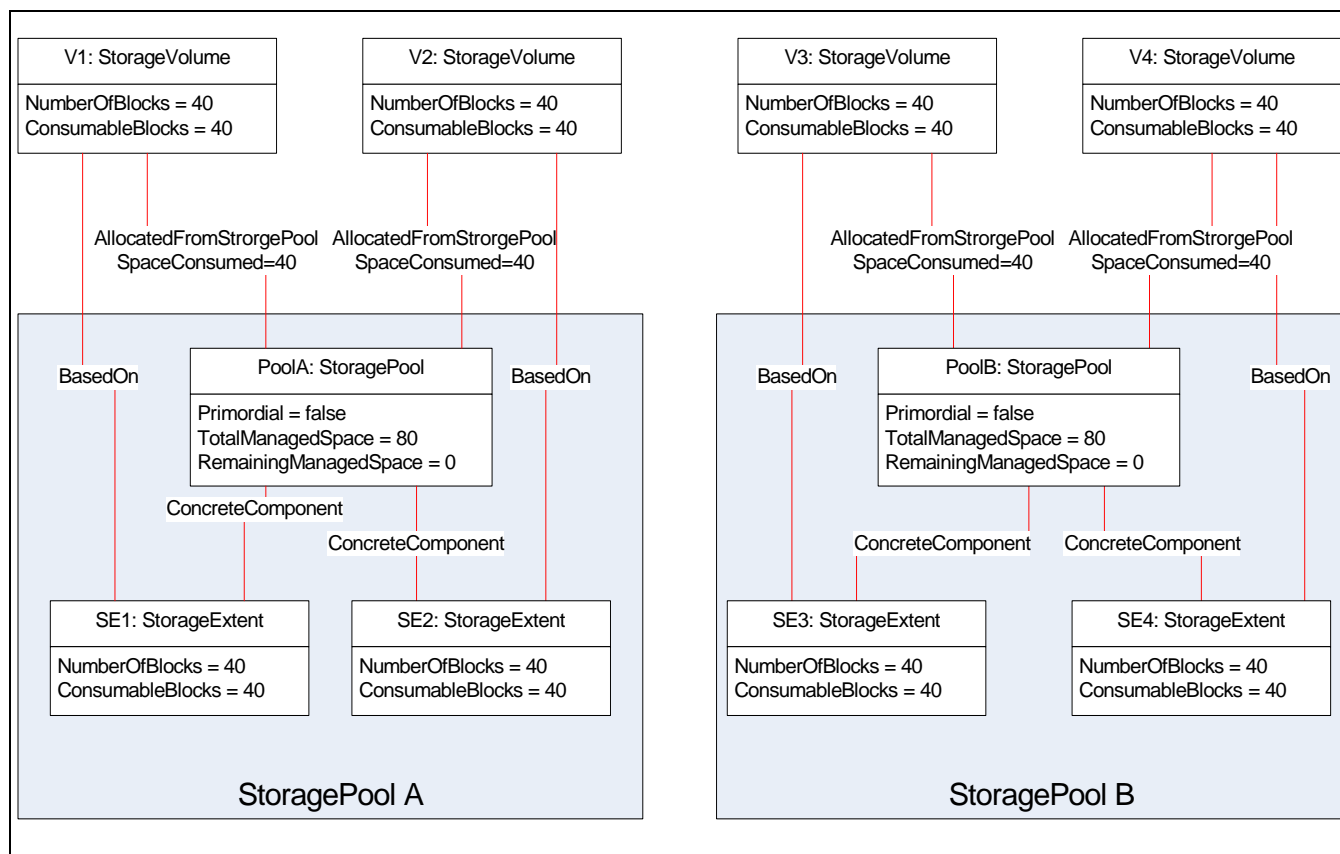 V1: StorageVolume
NumberOfBlocks = 40
ConsumableBlocks = 40
V2: StorageVolume
NumberOfBlocks = 40
ConsumableBlocks = 40
V3: StorageVolume
NumberOfBlocks = 40
ConsumableBlocks = 40
V4: StorageVolume
NumberOfBlocks = 40
ConsumableBlocks = 40
AllocatedFromStrorgePool
SpaceConsumed=40
AllocatedFromStrorgePool
SpaceConsumed=40
AllocatedFromStrorgePool
SpaceConsumed=40
AllocatedFromStrorgePool
SpaceConsumed=40
BasedOn
PoolA: StoragePool
Primordial = false
TotalManagedSpace = 80
RemainingManagedSpace = 0
BasedOn
BasedOn
PoolB: StoragePool
Primordial = false
TotalManagedSpace = 80
RemainingManagedSpace = 0
BasedOn
ConcreteComponent
ConcreteComponent
ConcreteComponent
ConcreteComponent
SE1: StorageExtent
NumberOfBlocks = 40
ConsumableBlocks = 40
SE2: StorageExtent
NumberOfBlocks = 40
ConsumableBlocks = 40
SE3: StorageExtent
NumberOfBlocks = 40
ConsumableBlocks = 40
SE4: StorageExtent
NumberOfBlocks = 40
ConsumableBlocks = 40
StoragePool A
StoragePool B